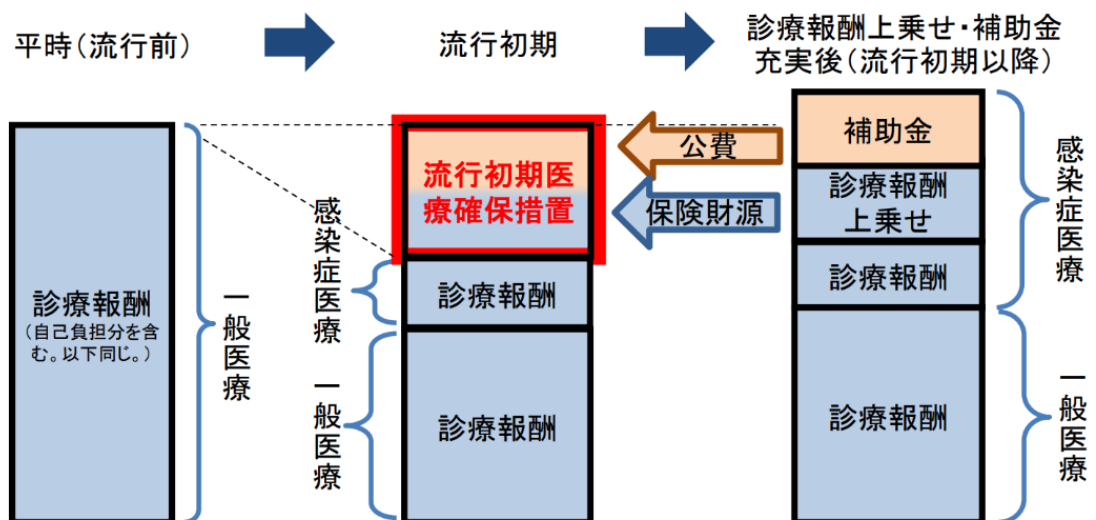 平時(流行前)
流行初期
診療報酬上乗せ・補助金
充実後(流行初期以降)
診療報酬
(自己負担分を含
む。以下同じ。)
一般医療
感染症医療
一般医療
流行初期医
療確保措置
診療報酬
診療報酬
公費
保険財源
補助金
診療報酬
上乗せ
診療報酬
診療報酬
感染症医療
一般医療